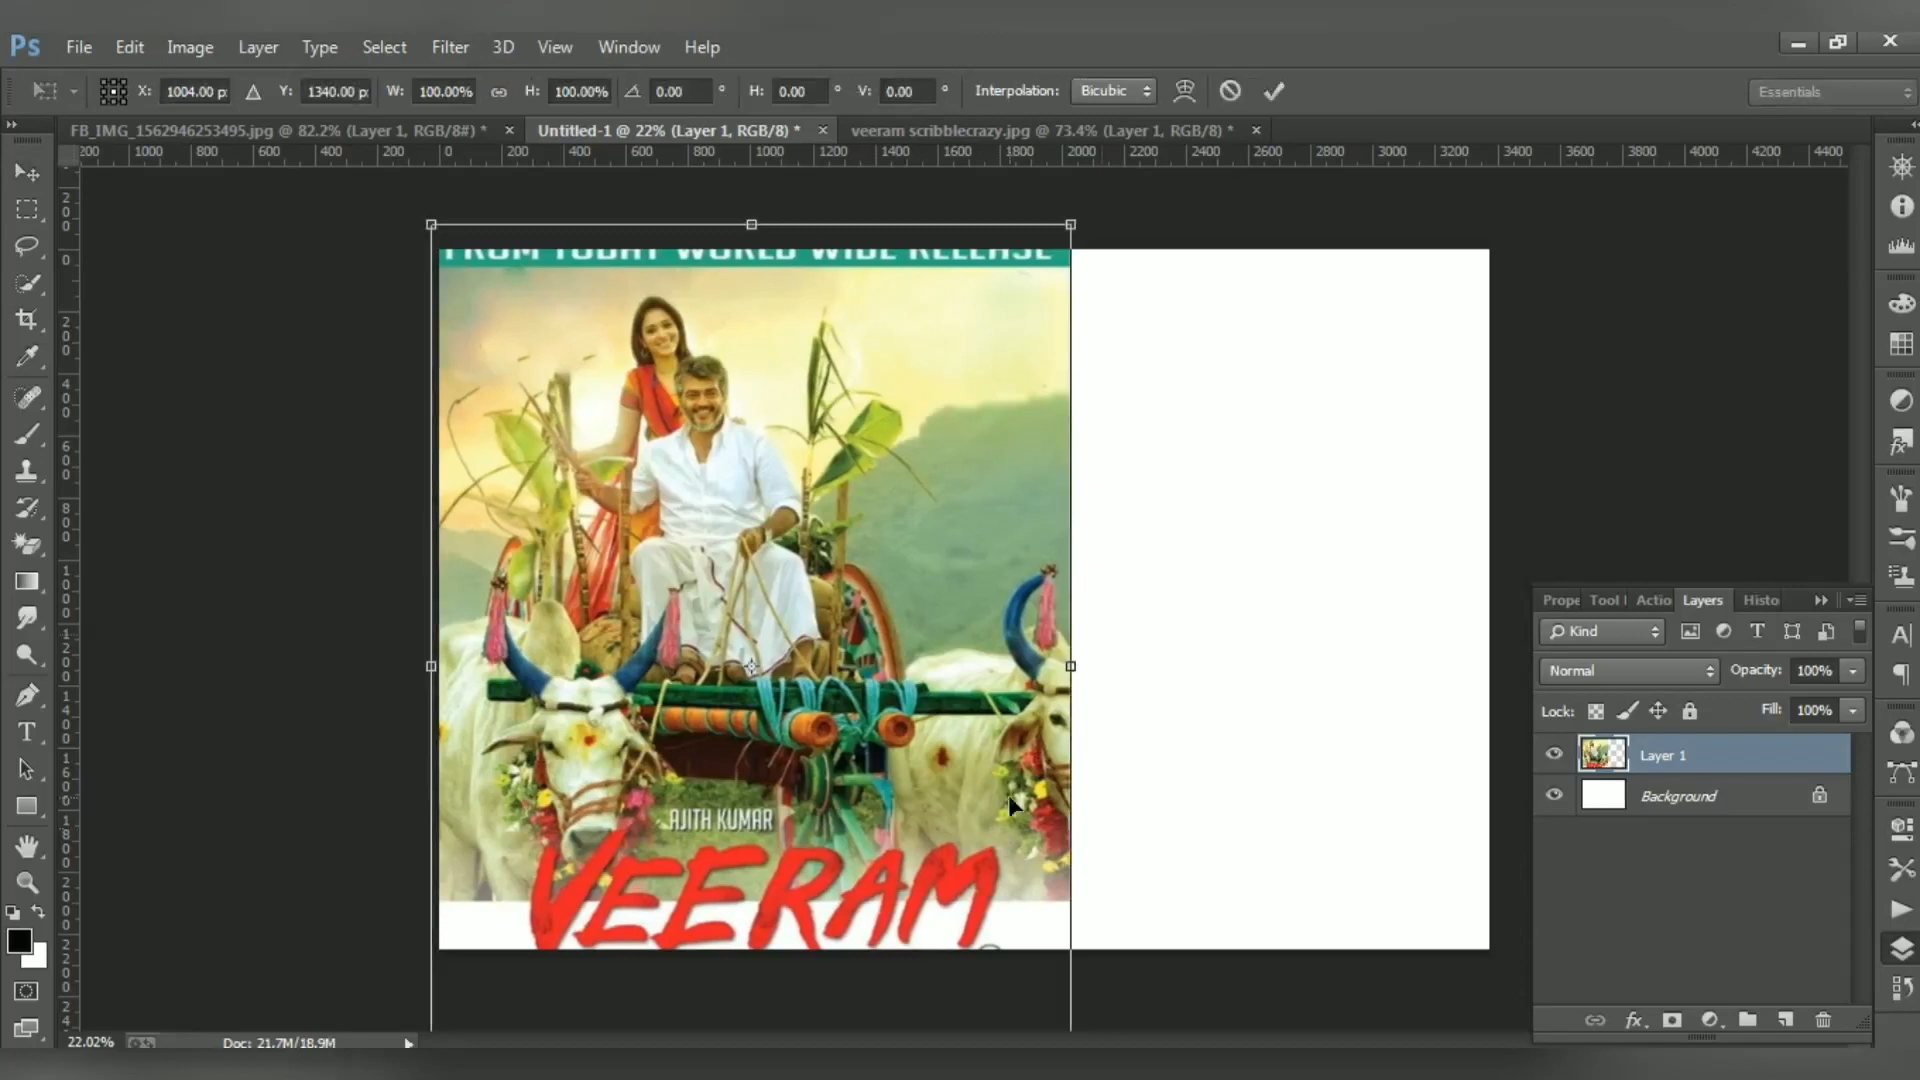 Ps File Edit Image Layer Type Select Filter 3D View Window Help
X: 1004.00 p Y: 1340.00 p W: 100.00% H: 100.00% 0.00 ° H: 0.00 ° V: 0.00 ° Interpolation: Bicubic Essentials
FB_IMG_1562946253495.jpg @ 82.2% (Layer 1, RGB/8#) * × Untitled-1 @ 22% (Layer 1, RGB/8) * × veeram scribblecrazy.jpg @ 73.4% (Layer 1, RGB/8) * ×
200 1000 800 600 400 200 0 200 400 600 800 1000 1200 1400 1600 1800 2000 2200 2400 2600 2800 3000 3200 3400 3600 3800 4000 4200 4400
FROM TODAY WORLD WIDE RELEASE
AJITH KUMAR
VEERAM
Prope Tool Actio Layers Histo
Kind
Normal Opacity: 100%
Lock: Fill: 100%
Layer 1
Background
22.02% Doc: 21.7M/18.9M